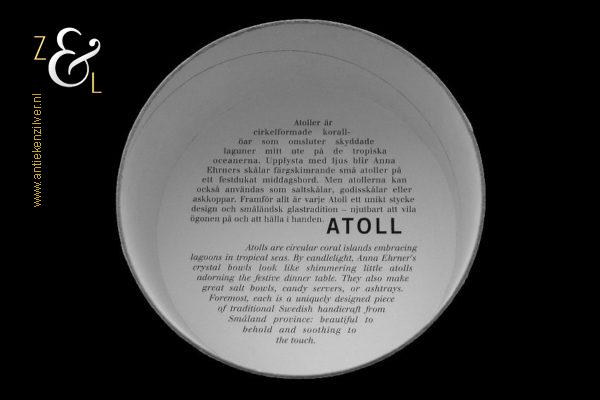 Z & L
www.antiekenzilver.nl
Atoller är
cirkelformade korall-
öar som omsluter skyddade
laguner mitt ute på de tropiska
oceanerna. Upplysta med ljus blir Anna
Ehrners skålar färgskimrande små atoller på
ett festdukat middagsbord. Men atollerna kan
också användas som saltskålar, godisskålar eller
askkoppar. Framför allt är varje Atoll ett unikt stycke
design och småländsk glastradition – njutbart att vila
ögonen på och att hålla i handen.
ATOLL
Atolls are circular coral islands embracing
lagoons in tropical seas. By candlelight, Anna Ehrner's
crystal bowls look like shimmering little atolls
adorning the festive dinner table. They also make
great salt bowls, candy servers, or ashtrays.
Foremost, each is a uniquely designed piece
of traditional Swedish handicraft from
Småland province: beautiful to
behold and soothing to
the touch.